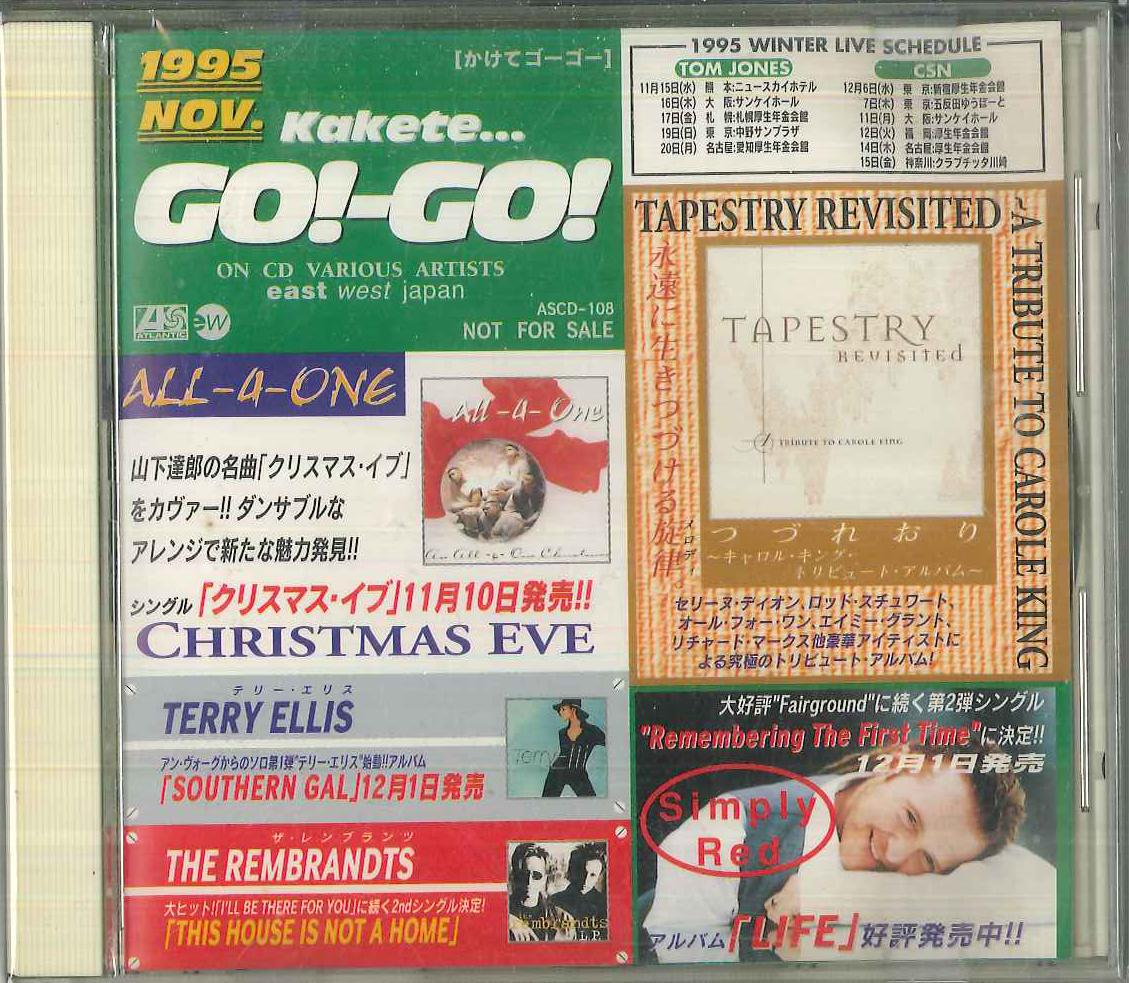 1995
NOV.
[かけてゴーゴー]
Kakete...
GO!-GO!
ON CD VARIOUS ARTISTS
east west japan
ATLANTIC
ew
ASCD-108
NOT FOR SALE
1995 WINTER LIVE SCHEDULE
TOM JONES
11月15日(水) 熊 本:ニュースカイホテル
16日(木) 大 阪:サンケイホール
17日(金) 札 幌:札幌厚生年金会館
19日(日) 東 京:中野サンプラザ
20日(月) 名古屋:愛知厚生年金会館
CSN
12月6日(水) 東 京:新宿厚生年金会館
7日(木) 東 京:五反田ゆうぽーと
11日(月) 大 阪:サンケイホール
12日(火) 福 岡:厚生年金会館
14日(木) 名古屋:厚生年金会館
15日(金) 神奈川:クラブチッタ川崎
TAPESTRY REVISITED
~A TRIBUTE TO CAROLE KING
永遠に生きつづける旋律。
メロディ
TAPESTRY
REVISITED
A TRIBUTE TO CAROLE KING
つづれおり
~キャロル・キング・
トリビュート・アルバム~
セリーヌ・ディオン、ロッド・スチュワート、
オール・フォー・ワン、エイミー・グラント、
リチャード・マークス他豪華アイティストに
よる究極のトリビュート・アルバム!
ALL-4-ONE
All-4-One
An All-4-One Christmas
山下達郎の名曲「クリスマス・イブ」
をカヴァー!! ダンサブルな
アレンジで新たな魅力発見!!
シングル「クリスマス・イブ」11月10日発売!!
CHRISTMAS EVE
テリー・エリス
TERRY ELLIS
アン・ヴォーグからのソロ第1弾"テリー・エリス"始動!!アルバム
「SOUTHERN GAL」12月1日発売
Terry
ザ・レンブランツ
THE REMBRANDTS
大ヒット!「I'LL BE THERE FOR YOU」に続く2ndシングル決定!
「THIS HOUSE IS NOT A HOME」
rembrandts
L.P.
大好評"Fairground"に続く第2弾シングル
"Remembering The First Time"に決定!!
12月1日発売
Simply
Red
アルバム「LIFE」好評発売中!!